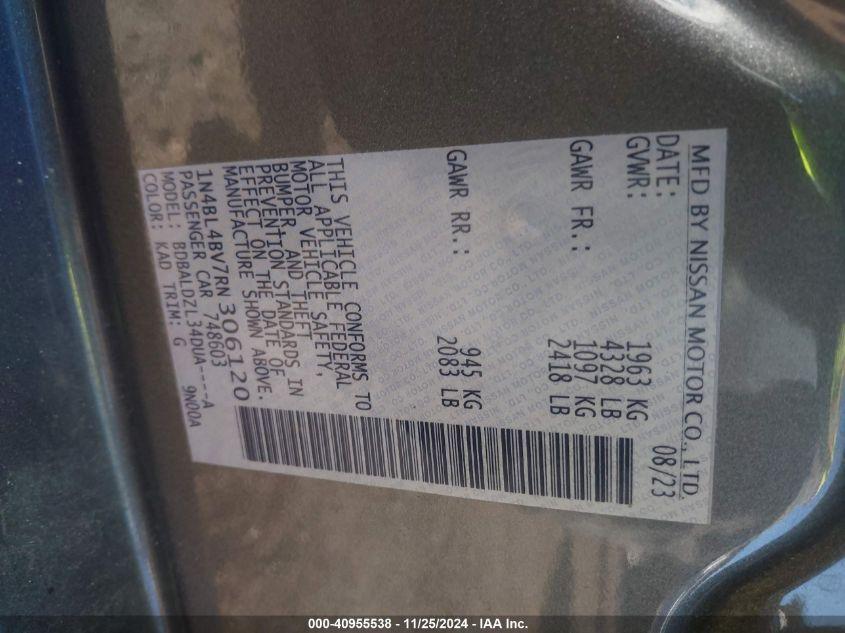 MFD BY NISSAN MOTOR CO., LTD.
DATE: 08/23
GVWR: 1963 KG
4328 LB
GAWR FR.: 1097 KG
2418 LB
GAWR RR.: 945 KG
2083 LB
THIS VEHICLE CONFORMS TO
ALL APPLICABLE FEDERAL
MOTOR VEHICLE SAFETY,
BUMPER, AND THEFT
PREVENTION STANDARDS IN
EFFECT ON THE DATE OF
MANUFACTURE SHOWN ABOVE.
1N4BL4BV7RN306120
PASSENGER CAR 748603
MODEL: BDBALDZL34DUA----A
COLOR: KAD TRIM: G 9N00A
000-40955538 - 11/25/2024 - IAA Inc.